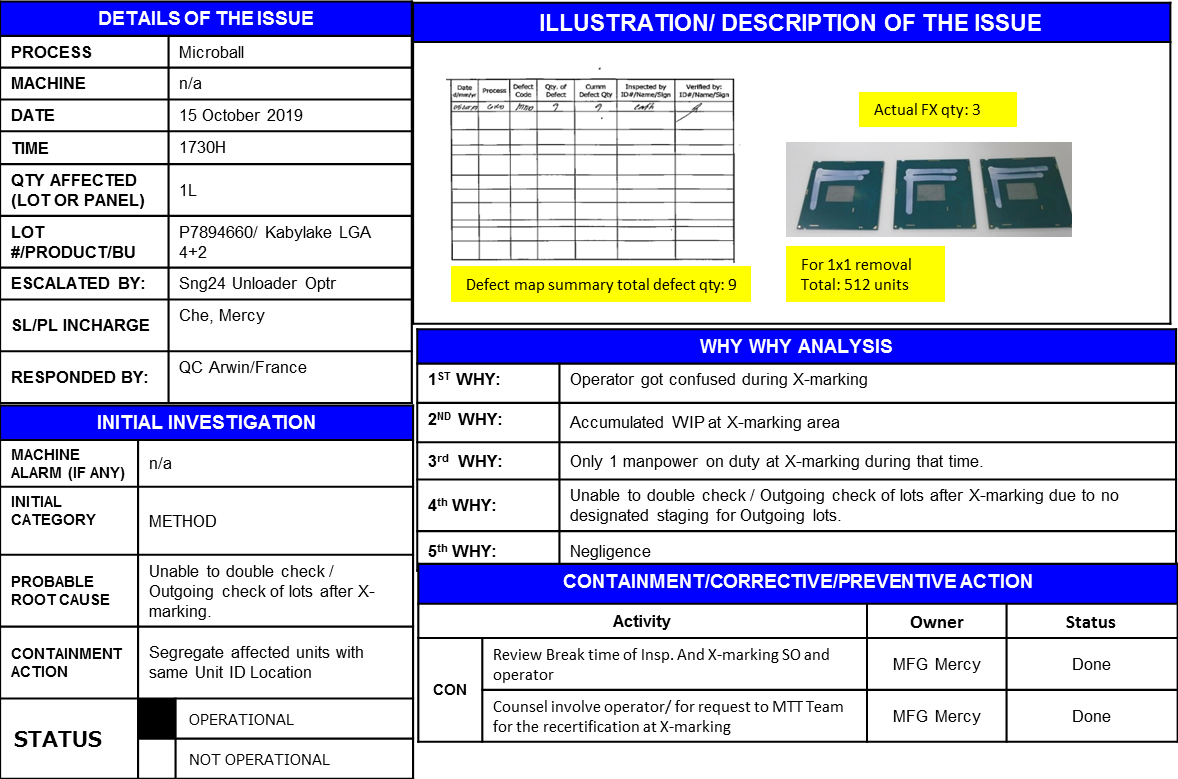 DETAILS OF THE ISSUE
PROCESS Microball
MACHINE n/a
DATE 15 October 2019
TIME 1730H
QTY AFFECTED
(LOT OR PANEL) 1L
LOT
#/PRODUCT/BU P7894660/ Kabylake LGA
4+2
ESCALATED BY: Sng24 Unloader Optr
SL/PL INCHARGE Che, Mercy
RESPONDED BY: QC Arwin/France
INITIAL INVESTIGATION
MACHINE
ALARM (IF ANY) n/a
INITIAL
CATEGORY METHOD
PROBABLE
ROOT CAUSE Unable to double check /
Outgoing check of lots after X-
marking.
CONTAINMENT
ACTION Segregate affected units with
same Unit ID Location
STATUS OPERATIONAL
NOT OPERATIONAL
ILLUSTRATION/ DESCRIPTION OF THE ISSUE
Date
d/mm/yr Process Defect
Code Qty. of
Defect Cumm
Defect Qty Inspected by
ID#/Name/Sign Verified by:
ID#/Name/Sign
Defect map summary total defect qty: 9
Actual FX qty: 3
For 1x1 removal
Total: 512 units
WHY WHY ANALYSIS
1ST WHY: Operator got confused during X-marking
2ND WHY: Accumulated WIP at X-marking area
3rd WHY: Only 1 manpower on duty at X-marking during that time.
4th WHY: Unable to double check / Outgoing check of lots after X-marking due to no
designated staging for Outgoing lots.
5th WHY: Negligence
CONTAINMENT/CORRECTIVE/PREVENTIVE ACTION
Activity Owner Status
CON Review Break time of Insp. And X-marking SO and
operator MFG Mercy Done
Counsel involve operator/ for request to MTT Team
for the recertification at X-marking MFG Mercy Done